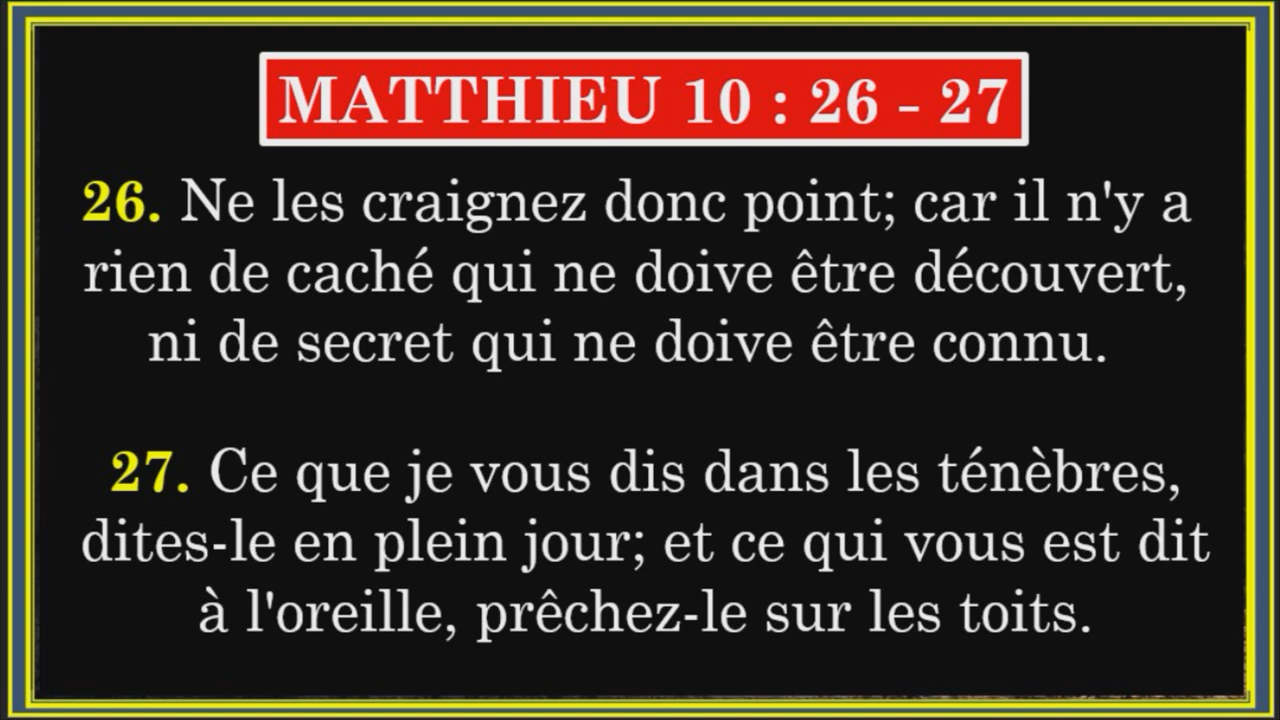 MATTHIEU 10 : 26 - 27
26. Ne les craignez donc point; car il n'y a
rien de caché qui ne doive être découvert,
ni de secret qui ne doive être connu.
27. Ce que je vous dis dans les ténèbres,
dites-le en plein jour; et ce qui vous est dit
à l'oreille, prêchez-le sur les toits.